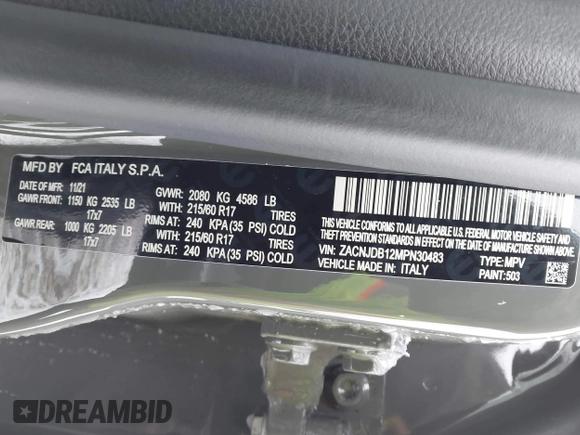 MFD BY FCA ITALY S.P.A.
DATE OF MFD: 11/21 GVWR: 2080 KG 4586 LB
GAWR FRONT: 1150 KG 2535 LB WITH: 215/60 R17 TIRES
17x7 RIMS AT: 240 KPA (35 PSI) COLD
GAWR REAR: 1000 KG 2205 LB WITH: 215/60 R17 TIRES
17x7 RIMS AT: 240 KPA (35 PSI) COLD
THIS VEHICLE CONFORMS TO ALL APPLICABLE U.S. FEDERAL MOTOR VEHICLE SAFETY
AND THEFT PREVENTION STANDARDS IN EFFECT ON THE DATE OF MANUFACTURE SHOWN ABOVE.
VIN: ZACNJDB12MPN30483 TYPE: MPV
VEHICLE MADE IN: ITALY PAINT: 503
DREAMBID